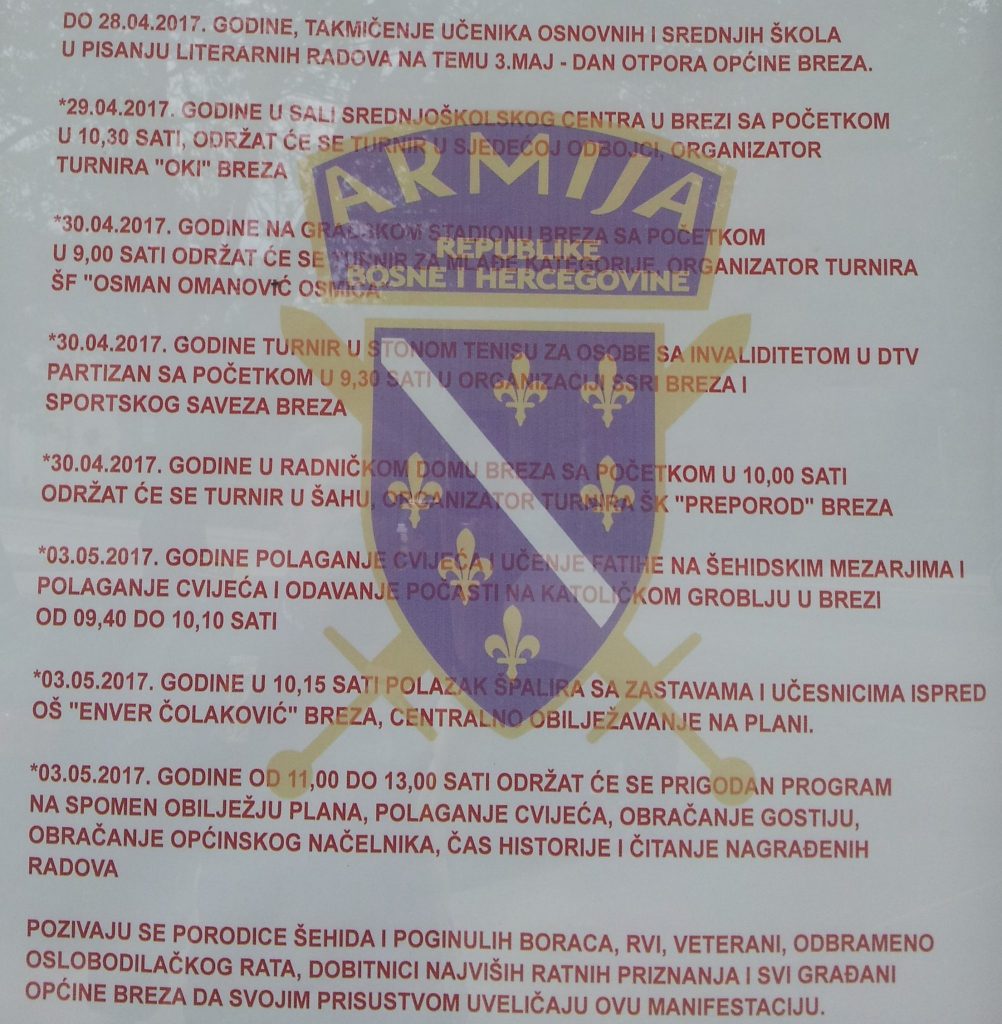 DO 28.04.2017. GODINE, TAKMIČENJE UČENIKA OSNOVNIH I SREDNJIH ŠKOLA
U PISANJU LITERARNIH RADOVA NA TEMU 3.MAJ - DAN OTPORA OPĆINE BREZA.
*29.04.2017. GODINE U SALI SREDNJOŠKOLSKOG CENTRA U BREZI SA POČETKOM
U 10,30 SATI, ODRŽAT ĆE SE TURNIR U SJEDEĆOJ ODBOJCI, ORGANIZATOR
TURNIRA "OKI" BREZA
ARMIJA
REPUBLIKE
BOSNE I HERCEGOVINE
*30.04.2017. GODINE NA GRADSKOM STADIONU BREZA SA POČETKOM
U 9,00 SATI ODRŽAT ĆE SE TURNIR ZA MLAĐE KATEGORIJE, ORGANIZATOR TURNIRA
ŠF "OSMAN OMANOVIĆ OSMICA"
*30.04.2017. GODINE TURNIR U STONOM TENISU ZA OSOBE SA INVALIDITETOM U DTV
PARTIZAN SA POČETKOM U 9,30 SATI U ORGANIZACIJI SSRI BREZA I
SPORTSKOG SAVEZA BREZA
*30.04.2017. GODINE U RADNIČKOM DOMU BREZA SA POČETKOM U 10,00 SATI
ODRŽAT ĆE SE TURNIR U ŠAHU, ORGANIZATOR TURNIRA ŠK "PREPOROD" BREZA
*03.05.2017. GODINE POLAGANJE CVIJEĆA I UČENJE FATIHE NA ŠEHIDSKIM MEZARJIMA I
POLAGANJE CVIJEĆA I ODAVANJE POČASTI NA KATOLIČKOM GROBLJU U BREZI
OD 09,40 DO 10,10 SATI
*03.05.2017. GODINE U 10,15 SATI POLAZAK ŠPALIRA SA ZASTAVAMA I UČESNICIMA ISPRED
OŠ "ENVER ČOLAKOVIĆ" BREZA, CENTRALNO OBILJEŽAVANJE NA PLANI.
*03.05.2017. GODINE OD 11,00 DO 13,00 SATI ODRŽAT ĆE SE PRIGODAN PROGRAM
NA SPOMEN OBILJEŽJU PLANA, POLAGANJE CVIJEĆA, OBRAČANJE GOSTIJU,
OBRAČANJE OPĆINSKOG NAČELNIKA, ČAS HISTORIJE I ČITANJE NAGRAĐENIH
RADOVA
POZIVAJU SE PORODICE ŠEHIDA I POGINULIH BORACA, RVI, VETERANI, ODBRAMENO
OSLOBODILAČKOG RATA, DOBITNICI NAJVIŠIH RATNIH PRIZNANJA I SVI GRAĐANI
OPĆINE BREZA DA SVOJIM PRISUSTVOM UVELIČAJU OVU MANIFESTACIJU.